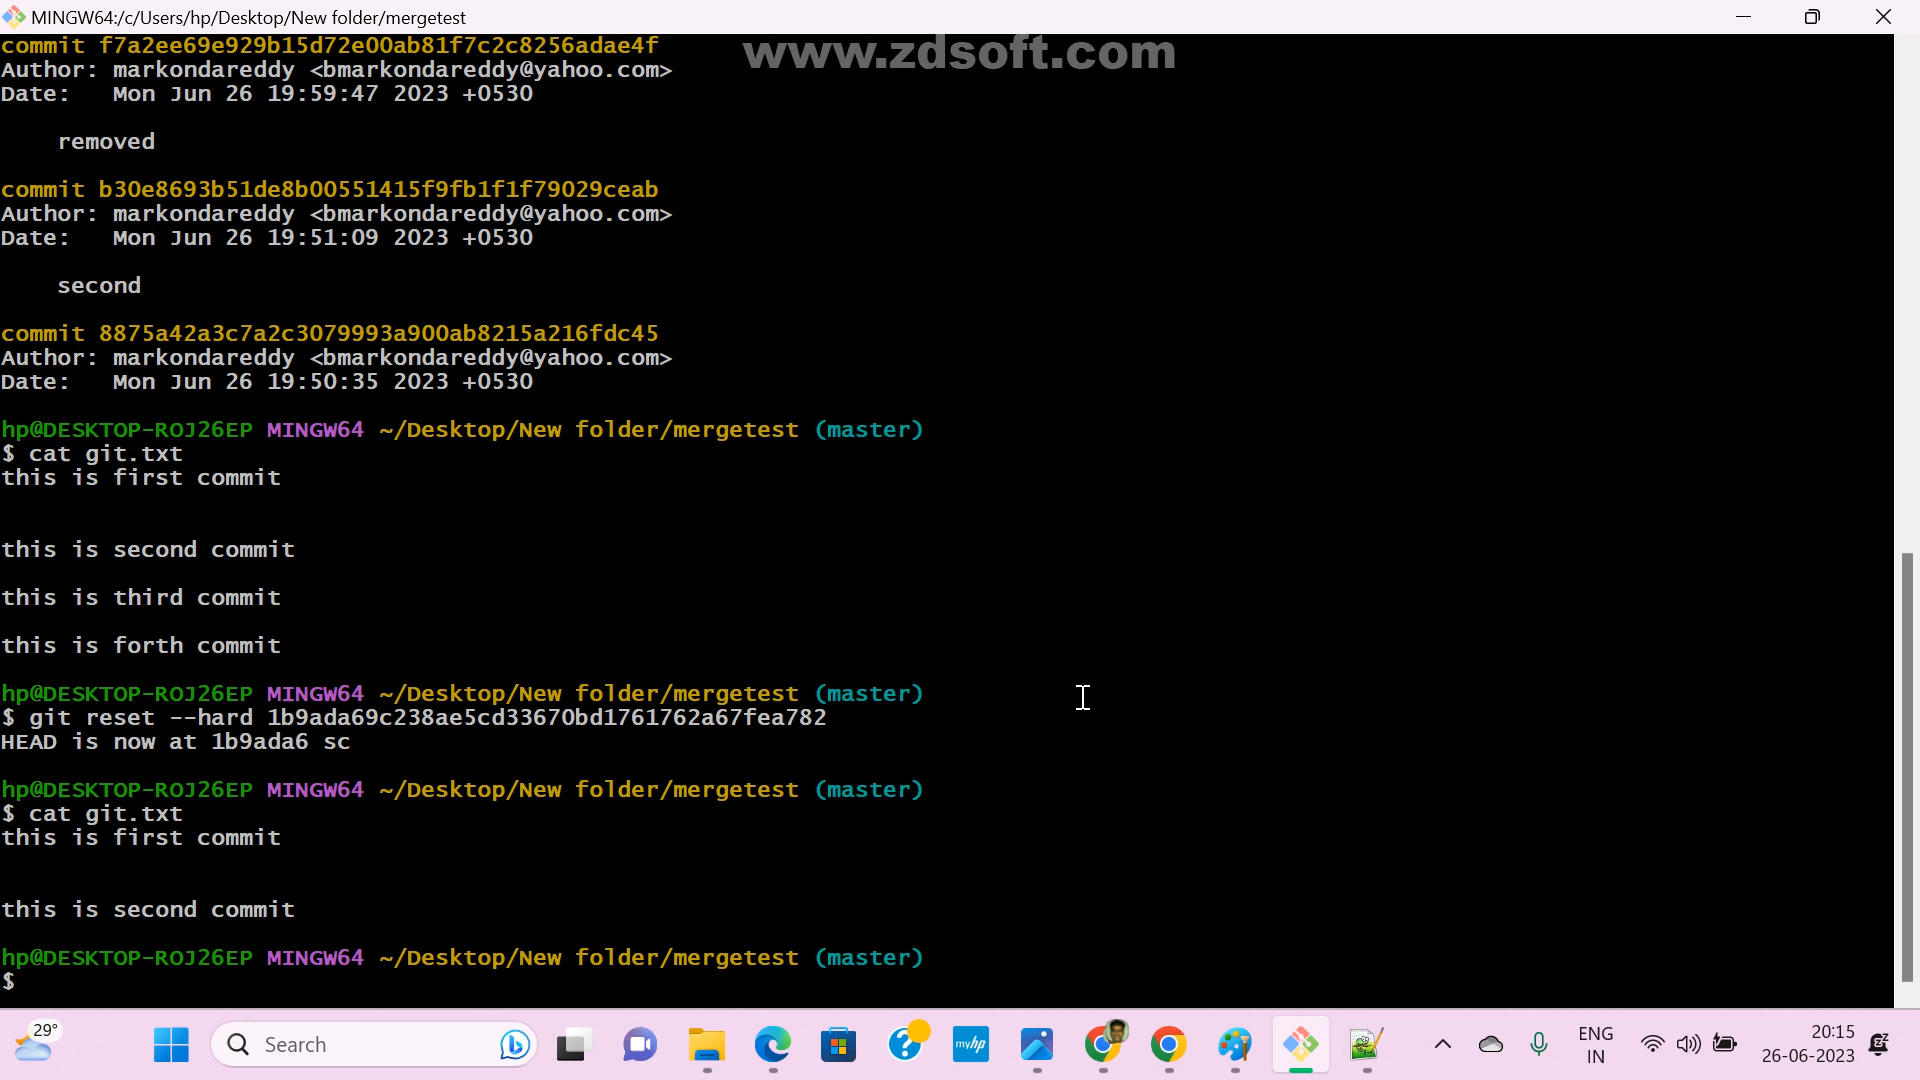 MINGW64:/c/Users/hp/Desktop/New folder/mergetest
www.zdsoft.com
commit f7a2ee69e929b15d72e00ab81f7c2c8256adae4f
Author: markondareddy <bmarkondareddy@yahoo.com>
Date:   Mon Jun 26 19:59:47 2023 +0530
    removed
commit b30e8693b51de8b00551415f9fb1f1f79029ceab
Author: markondareddy <bmarkondareddy@yahoo.com>
Date:   Mon Jun 26 19:51:09 2023 +0530
    second
commit 8875a42a3c7a2c3079993a900ab8215a216fdc45
Author: markondareddy <bmarkondareddy@yahoo.com>
Date:   Mon Jun 26 19:50:35 2023 +0530
hp@DESKTOP-ROJ26EP MINGW64 ~/Desktop/New folder/mergetest (master)
$ cat git.txt
this is first commit
this is second commit
this is third commit
this is forth commit
hp@DESKTOP-ROJ26EP MINGW64 ~/Desktop/New folder/mergetest (master)
$ git reset --hard 1b9ada69c238ae5cd33670bd1761762a67fea782
HEAD is now at 1b9ada6 sc
hp@DESKTOP-ROJ26EP MINGW64 ~/Desktop/New folder/mergetest (master)
$ cat git.txt
this is first commit
this is second commit
hp@DESKTOP-ROJ26EP MINGW64 ~/Desktop/New folder/mergetest (master)
$
29°
Search
myhp
ENG
IN
20:15
26-06-2023